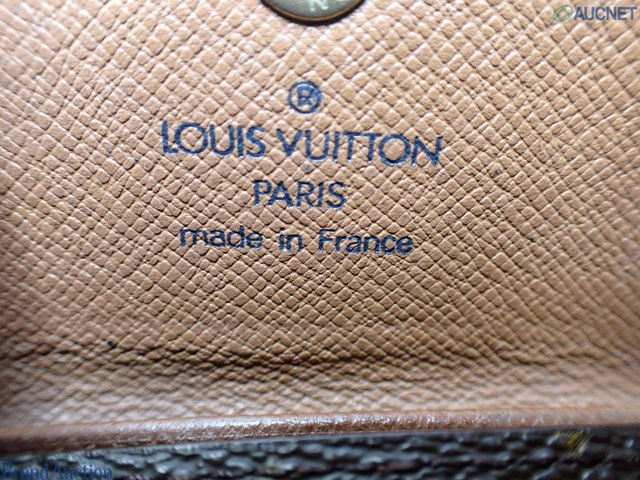 AUCNET
®
LOUIS VUITTON
PARIS
made in France
Brand Auction